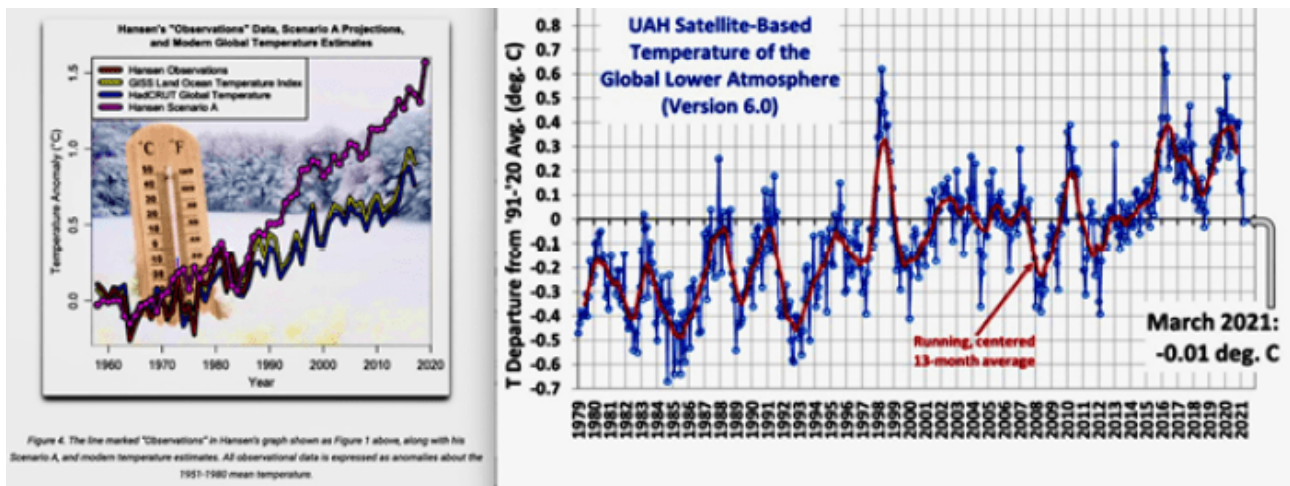 Hansen's "Observations" Data, Scenario A Projections,
and Modern Global Temperature Estimates
Hansen Observations
GISS Land Ocean Temperature Index
HadCRUT Global Temperature
Hansen Scenario A
Temperature Anomaly (°C)
1.5
1.0
0.5
0.0
°C °F
1960 1970 1980 1990 2000 2010 2020
Year
Figure 4. The line marked "Observations" in Hansen's graph shown as Figure 1 above, along with his
Scenario A, and modern temperature estimates. All observational data is expressed as anomalies about the
1951-1980 mean temperature.
UAH Satellite-Based
Temperature of the
Global Lower Atmosphere
(Version 6.0)
T Departure from '91-'20 Avg. (deg. C)
0.8
0.7
0.6
0.5
0.4
0.3
0.2
0.1
0
-0.1
-0.2
-0.3
-0.4
-0.5
-0.6
-0.7
Running, centered
13-month average
March 2021:
-0.01 deg. C
1979 1980 1981 1982 1983 1984 1985 1986 1987 1988 1989 1990 1991 1992 1993 1994 1995 1996 1997 1998 1999 2000 2001 2002 2003 2004 2005 2006 2007 2008 2009 2010 2011 2012 2013 2014 2015 2016 2017 2018 2019 2020 2021